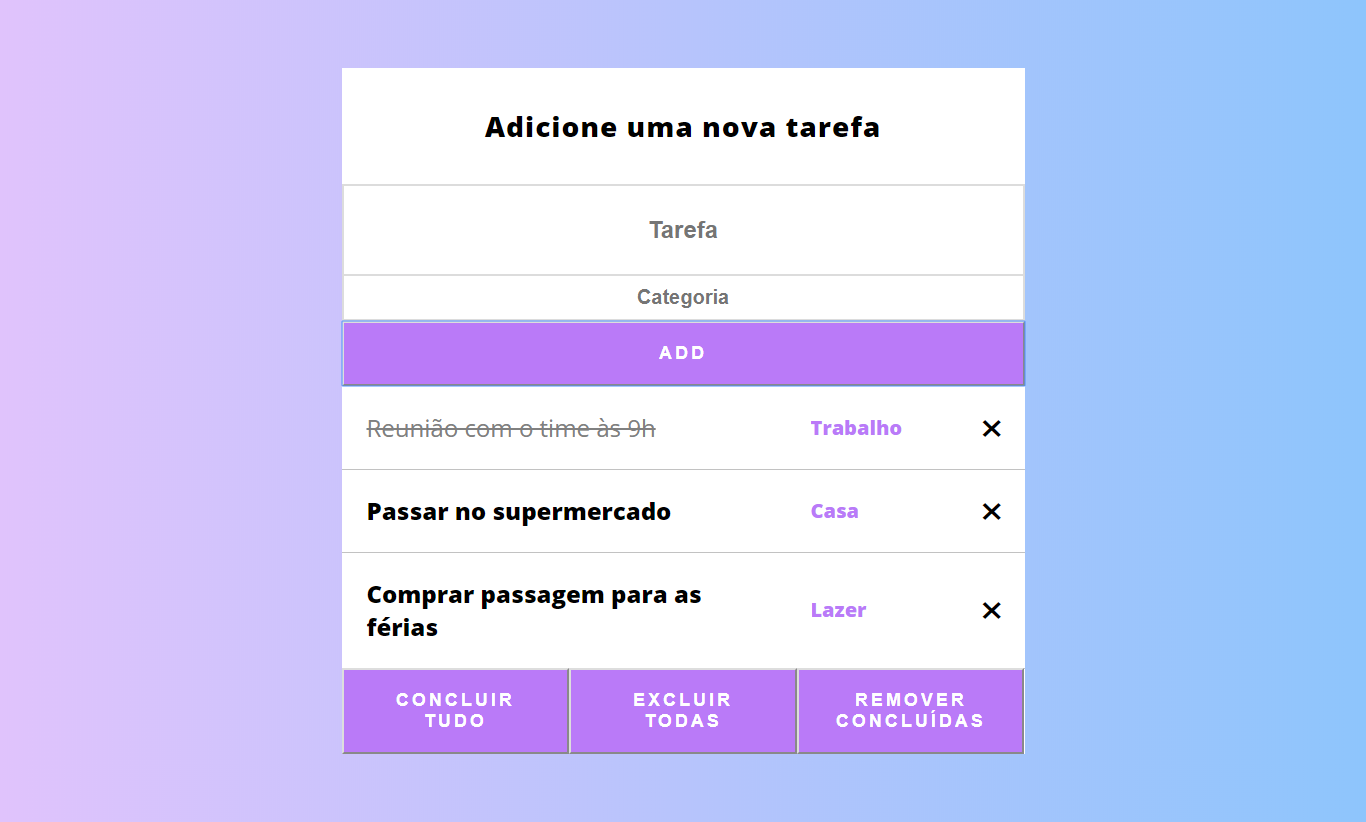 Adicione uma nova tarefa
Tarefa
Categoria
ADD
Reunião com o time às 9h
Trabalho
Passar no supermercado
Casa
Comprar passagem para as
férias
Lazer
CONCLUIR
TUDO
EXCLUIR
TODAS
REMOVER
CONCLUÍDAS